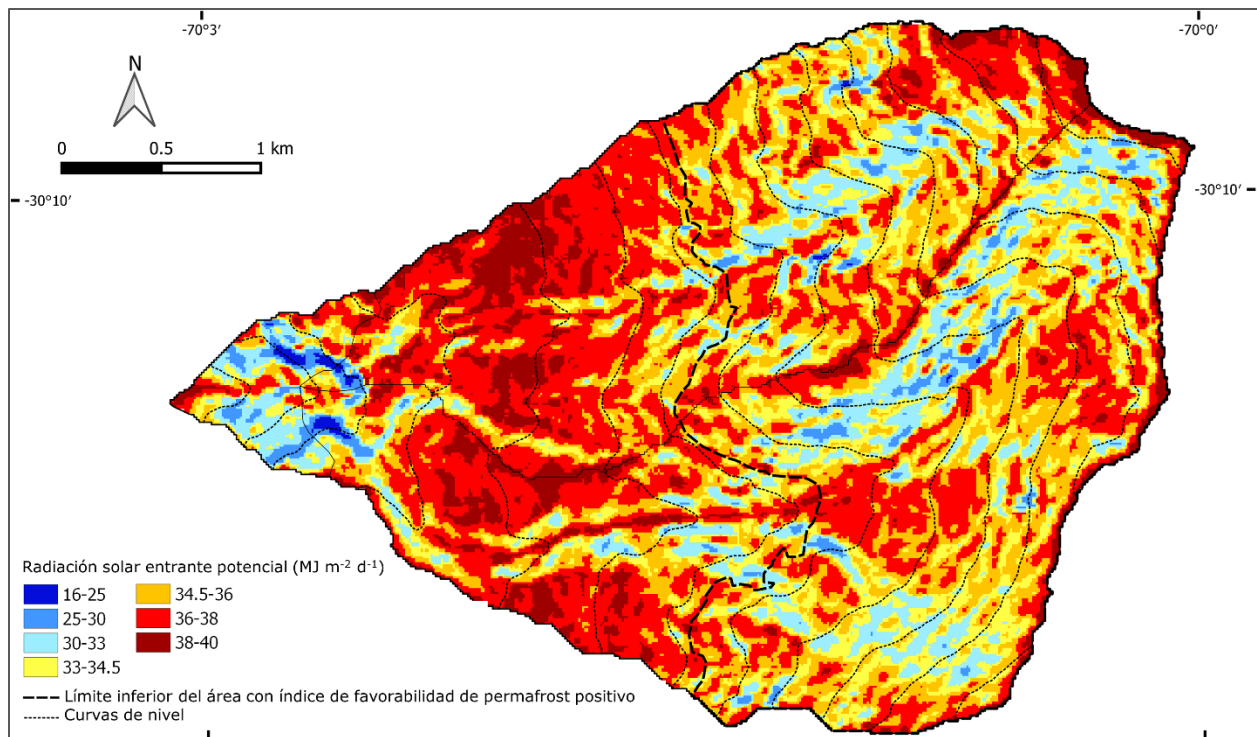 -70°3'
-70°0'
N
0 0.5 1 km
-30°10'
-30°10'
Radiación solar entrante potencial (MJ m⁻² d⁻¹)
16-25
25-30
30-33
33-34.5
34.5-36
36-38
38-40
Límite inferior del área con índice de favorabilidad de permafrost positivo
Curvas de nivel